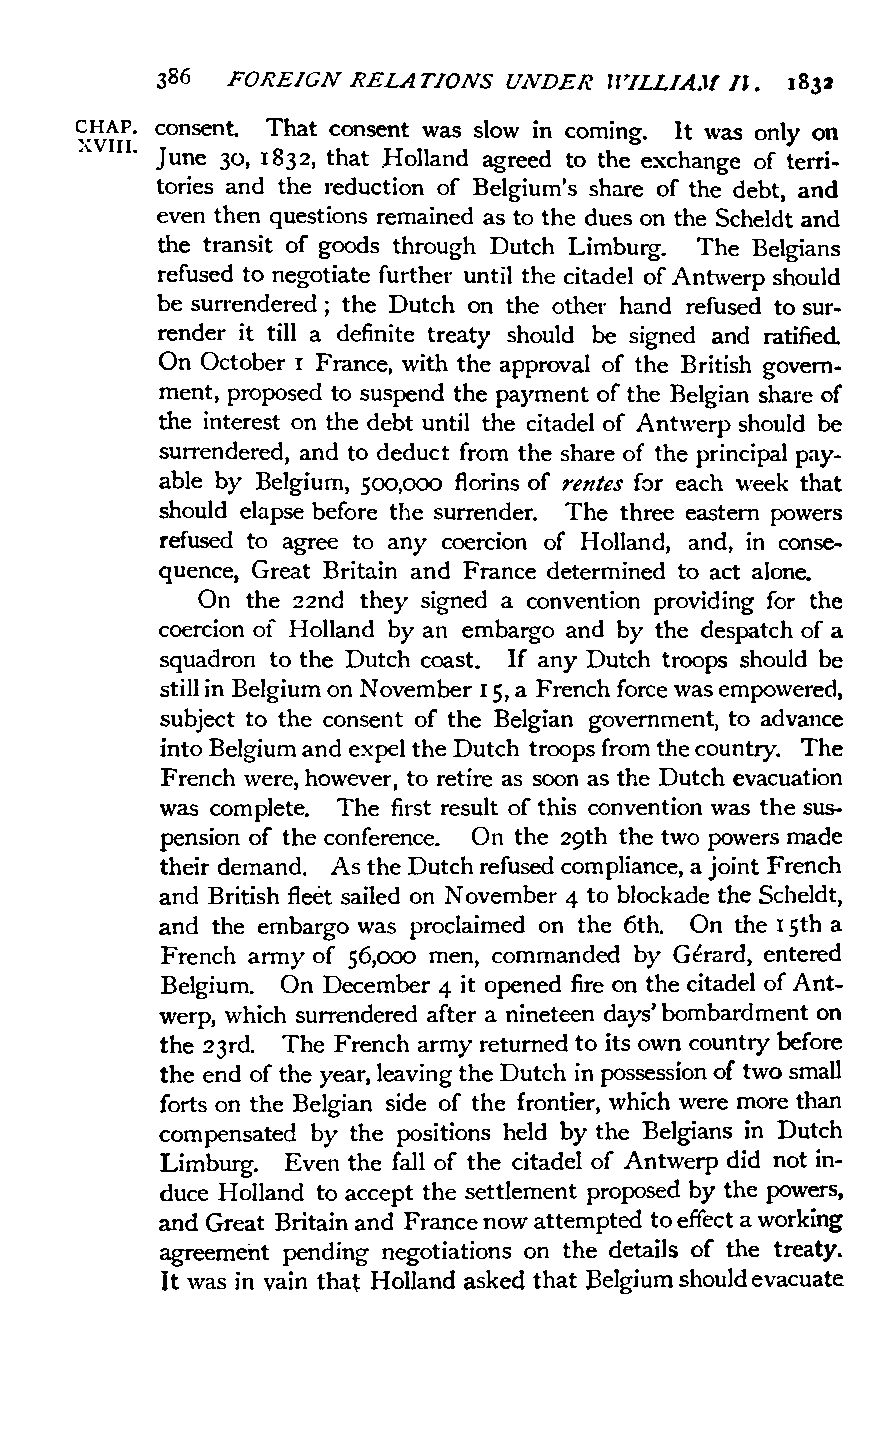 386 FOREIGN RELATIONS UNDER WILLIAM IV. 1832
CHAP. XVIII.
consent. That consent was slow in coming. It was only on
June 30, 1832, that Holland agreed to the exchange of terri-
tories and the reduction of Belgium's share of the debt, and
even then questions remained as to the dues on the Scheldt and
the transit of goods through Dutch Limburg. The Belgians
refused to negotiate further until the citadel of Antwerp should
be surrendered; the Dutch on the other hand refused to sur-
render it till a definite treaty should be signed and ratified.
On October 1 France, with the approval of the British govern-
ment, proposed to suspend the payment of the Belgian share of
the interest on the debt until the citadel of Antwerp should be
surrendered, and to deduct from the share of the principal pay-
able by Belgium, 500,000 florins of rentes for each week that
should elapse before the surrender. The three eastern powers
refused to agree to any coercion of Holland, and, in conse-
quence, Great Britain and France determined to act alone.
On the 22nd they signed a convention providing for the
coercion of Holland by an embargo and by the despatch of a
squadron to the Dutch coast. If any Dutch troops should be
still in Belgium on November 15, a French force was empowered,
subject to the consent of the Belgian government, to advance
into Belgium and expel the Dutch troops from the country. The
French were, however, to retire as soon as the Dutch evacuation
was complete. The first result of this convention was the sus-
pension of the conference. On the 29th the two powers made
their demand. As the Dutch refused compliance, a joint French
and British fleet sailed on November 4 to blockade the Scheldt,
and the embargo was proclaimed on the 6th. On the 15th a
French army of 56,000 men, commanded by Gérard, entered
Belgium. On December 4 it opened fire on the citadel of Ant-
werp, which surrendered after a nineteen days' bombardment on
the 23rd. The French army returned to its own country before
the end of the year, leaving the Dutch in possession of two small
forts on the Belgian side of the frontier, which were more than
compensated by the positions held by the Belgians in Dutch
Limburg. Even the fall of the citadel of Antwerp did not in-
duce Holland to accept the settlement proposed by the powers,
and Great Britain and France now attempted to effect a working
agreement pending negotiations on the details of the treaty.
It was in vain that Holland asked that Belgium should evacuate